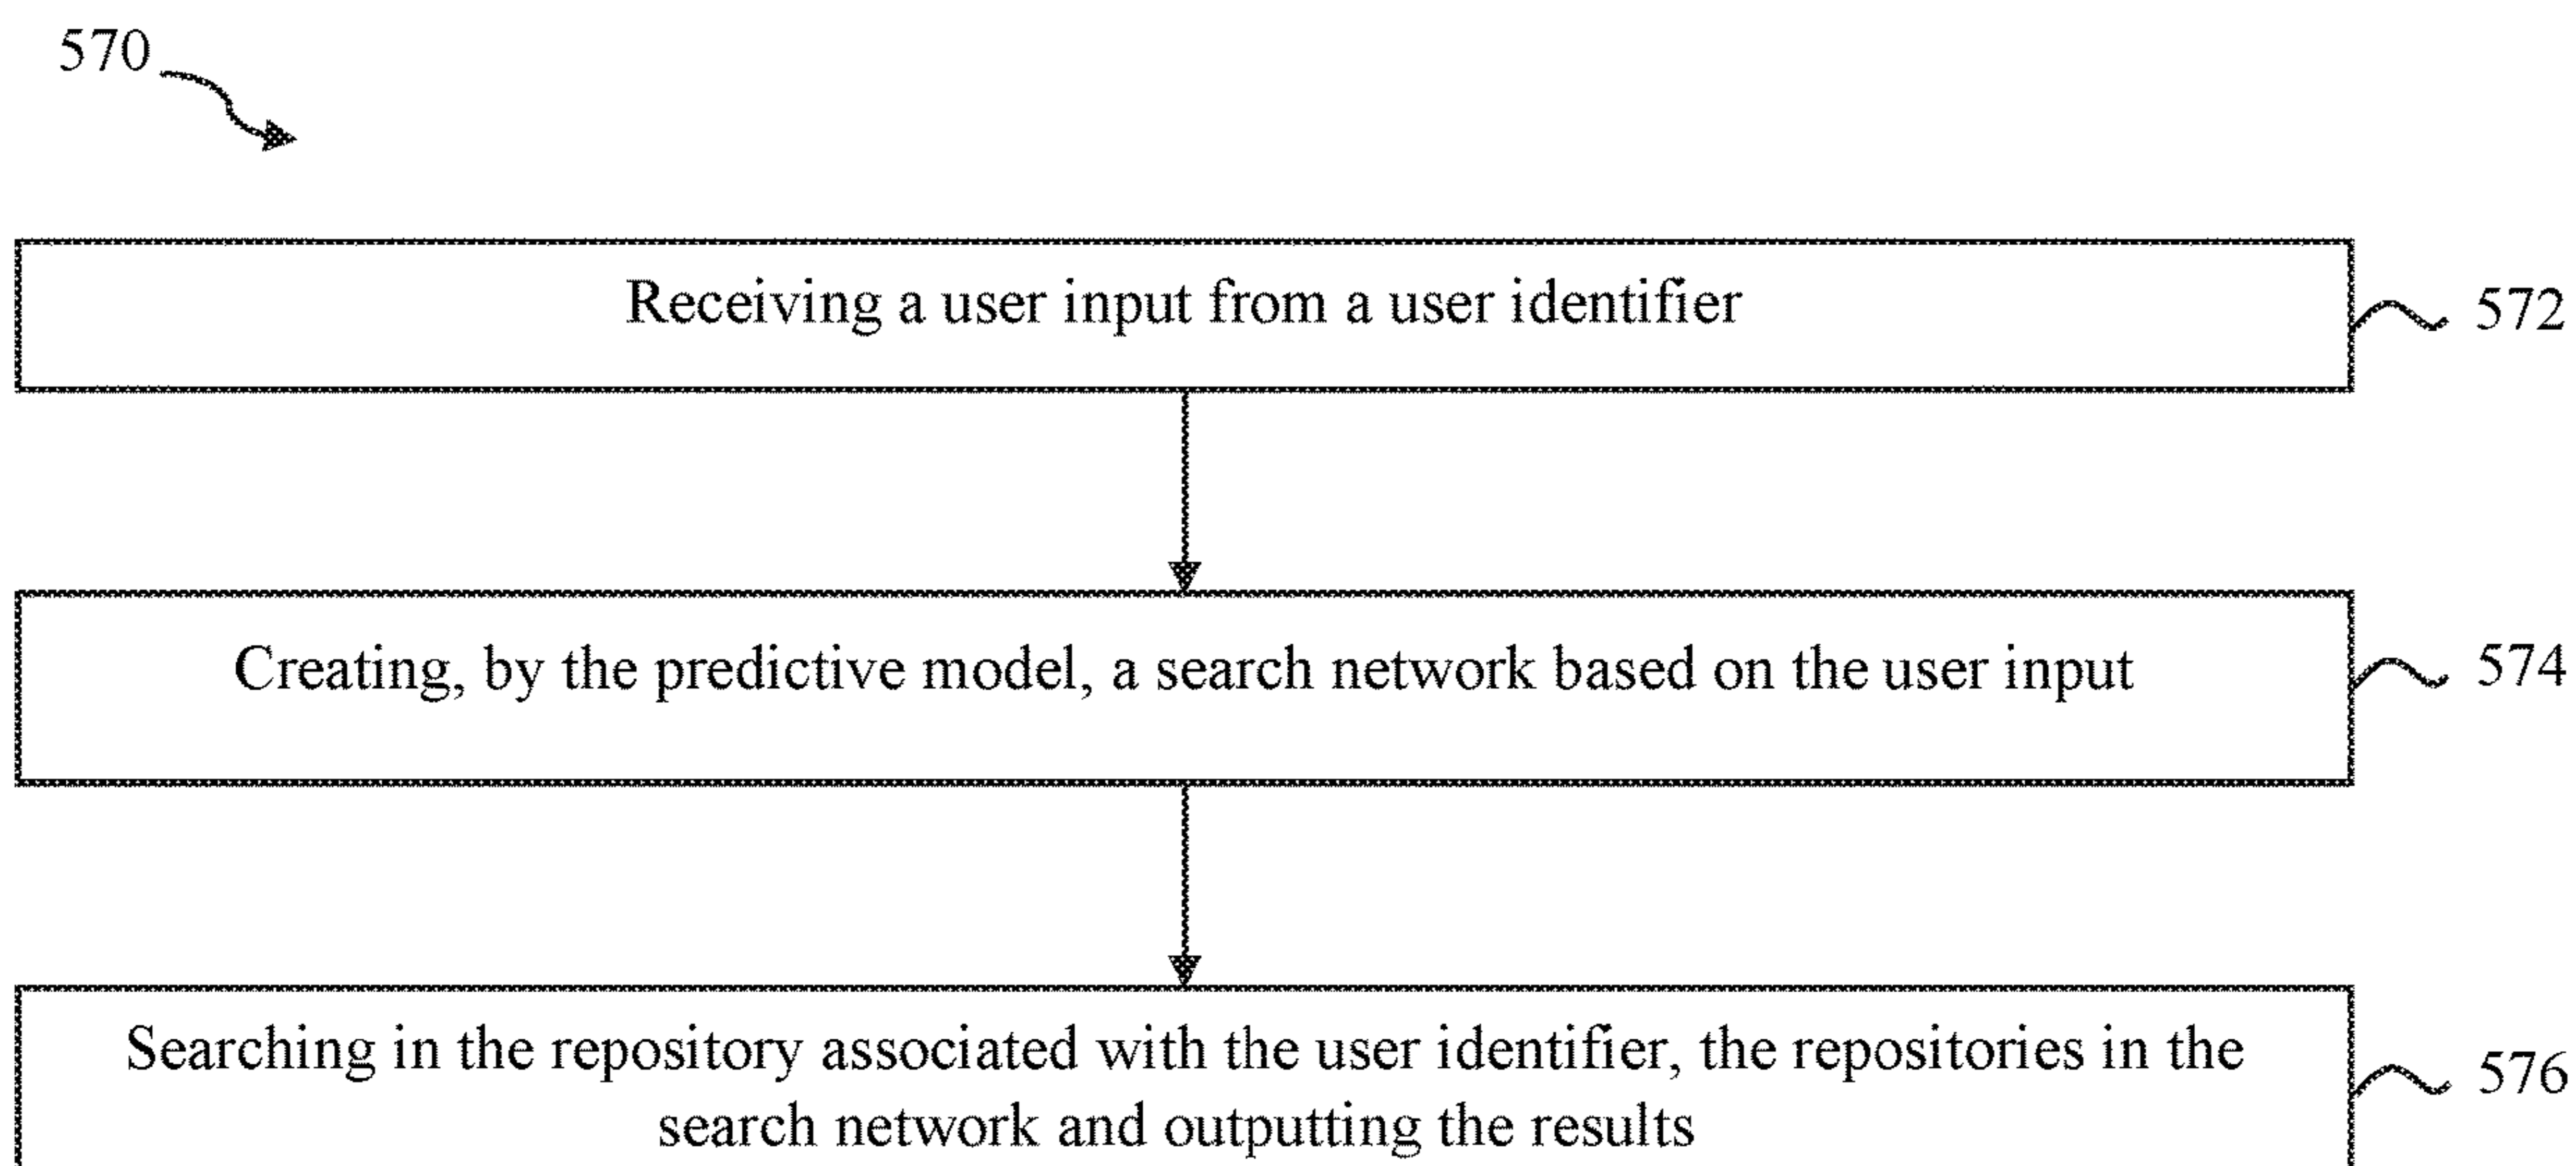 570
Receiving a user input from a user identifier
572
Creating, by the predictive model, a search network based on the user input
574
Searching in the repository associated with the user identifier, the repositories in the
search network and outputting the results
576